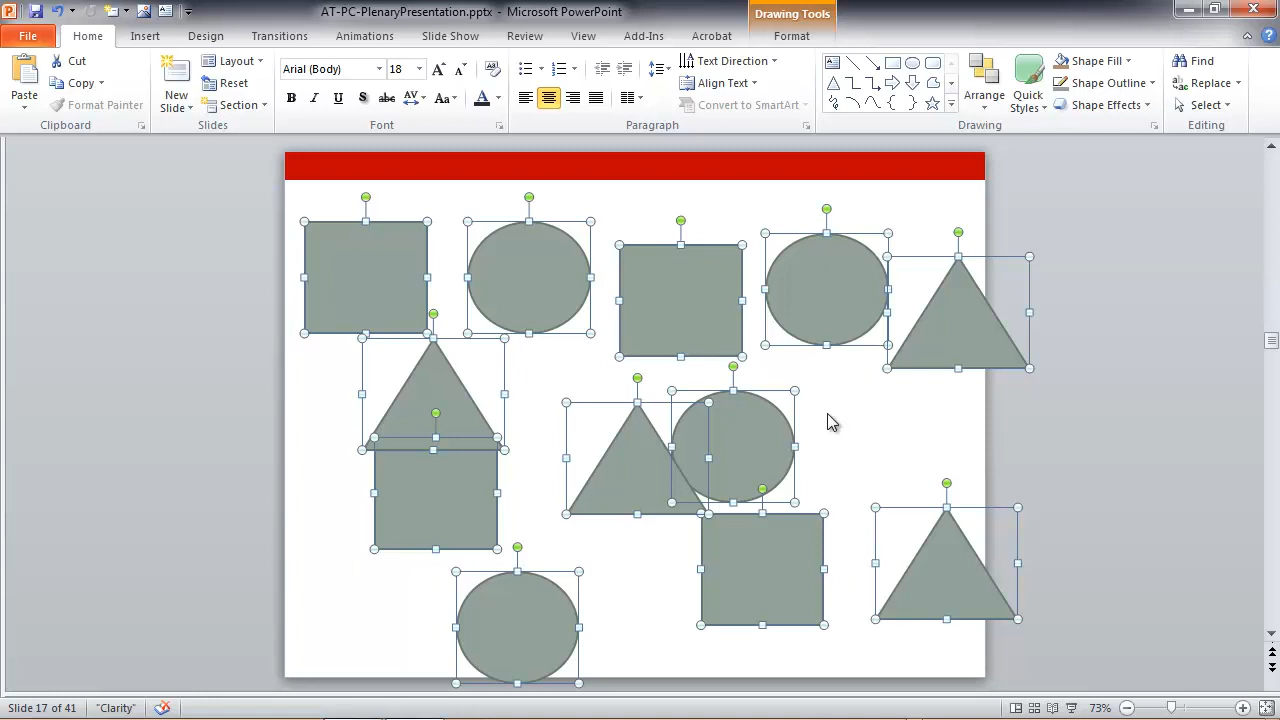 AT-PC-PlenaryPresentation.pptx - Microsoft PowerPoint
Drawing Tools
File Home Insert Design Transitions Animations Slide Show Review View Add-Ins Acrobat Format
Paste
Cut
Copy
Format Painter
Clipboard
New Slide
Layout
Reset
Section
Slides
Arial (Body) 18
B I U S abc AV Aa A
Font
Text Direction
Align Text
Convert to SmartArt
Paragraph
Arrange
Quick Styles
Shape Fill
Shape Outline
Shape Effects
Drawing
Find
Replace
Select
Editing
Slide 17 of 41 "Clarity" 73%